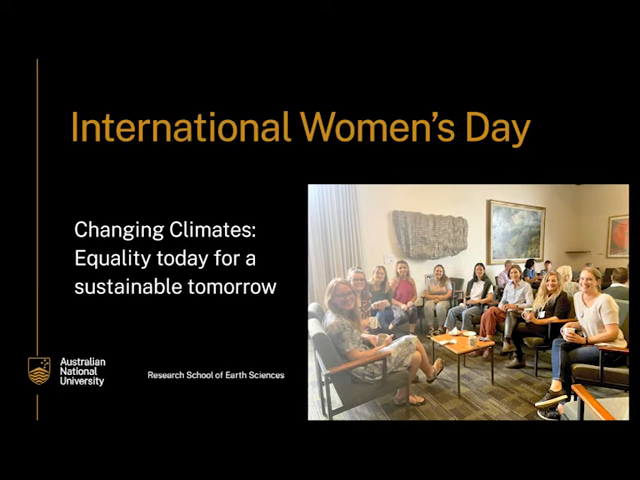 International Women's Day
Changing Climates:
Equality today for a
sustainable tomorrow
Australian
National
University
Research School of Earth Sciences